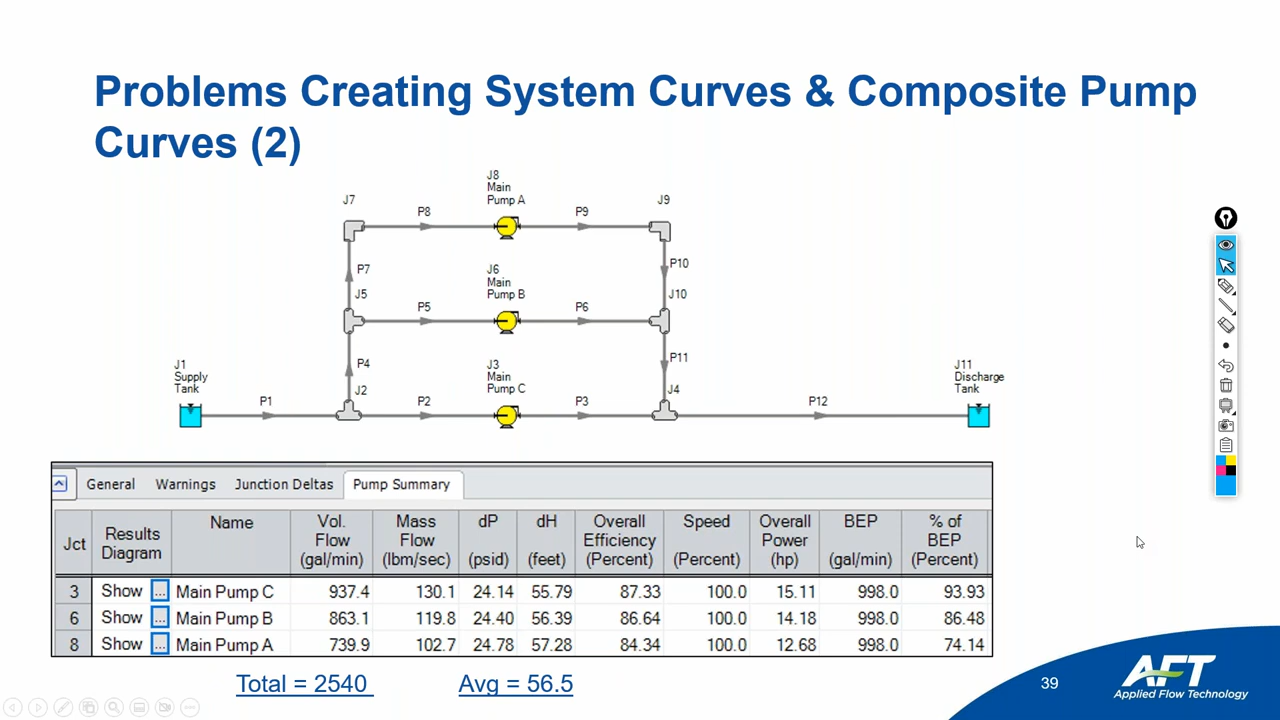 Problems Creating System Curves & Composite Pump
Curves (2)
J8
Main
Pump A
J7
J9
P8
P9
P7
P10
J6
Main
Pump B
J5
J10
P5
P6
P4
P11
J1
Supply
Tank
J3
Main
Pump C
J11
Discharge
Tank
J2
J4
P1
P2
P3
P12
General Warnings Junction Deltas Pump Summary
Jct Results Diagram Name Vol. Flow (gal/min) Mass Flow (lbm/sec) dP (psid) dH (feet) Overall Efficiency (Percent) Speed (Percent) Overall Power (hp) BEP (gal/min) % of BEP (Percent)
3 Show ... Main Pump C 937.4 130.1 24.14 55.79 87.33 100.0 15.11 998.0 93.93
6 Show ... Main Pump B 863.1 119.8 24.40 56.39 86.64 100.0 14.18 998.0 86.48
8 Show ... Main Pump A 739.9 102.7 24.78 57.28 84.34 100.0 12.68 998.0 74.14
Total = 2540 Avg = 56.5
39
AFT
Applied Flow Technology